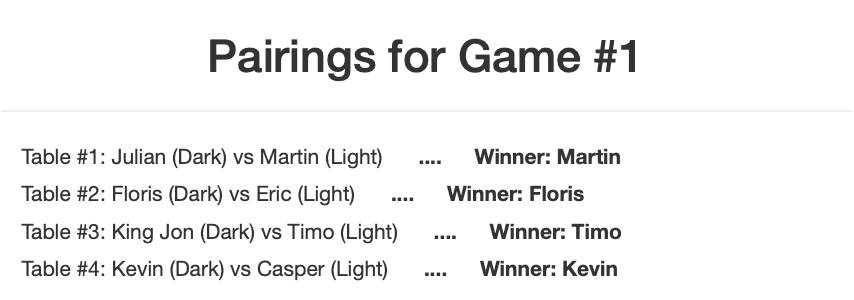 Pairings for Game #1
Table #1: Julian (Dark) vs Martin (Light) .... Winner: Martin
Table #2: Floris (Dark) vs Eric (Light) .... Winner: Floris
Table #3: King Jon (Dark) vs Timo (Light) .... Winner: Timo
Table #4: Kevin (Dark) vs Casper (Light) .... Winner: Kevin